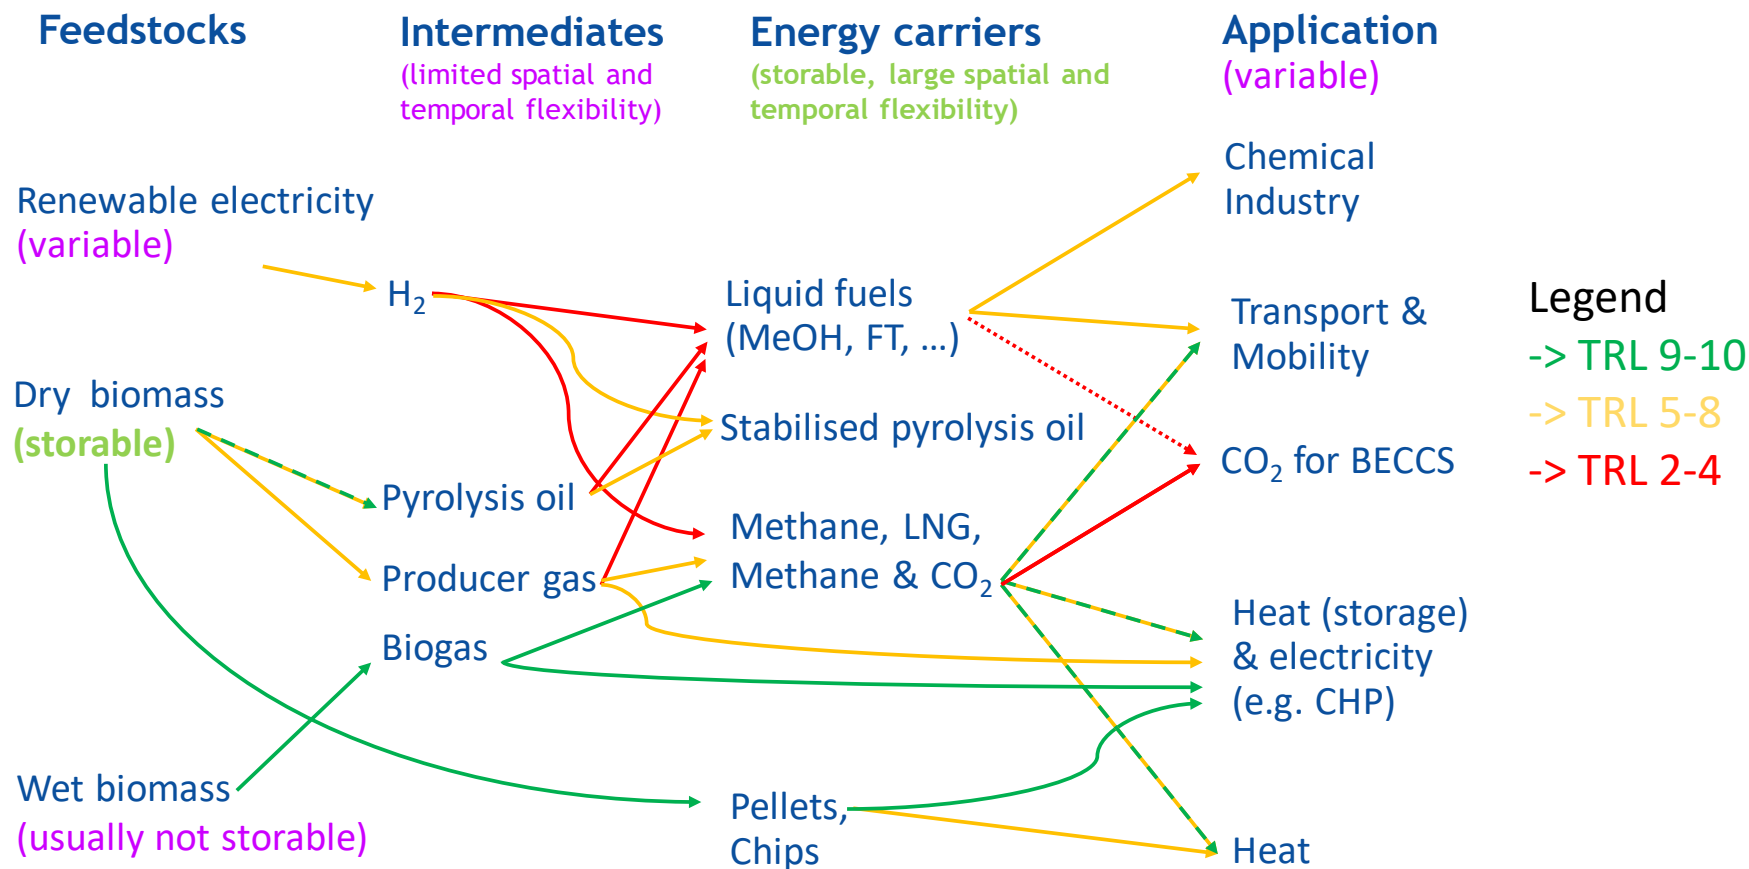 Feedstocks
Intermediates
(limited spatial and
temporal flexibility)
Energy carriers
(storable, large spatial and
temporal flexibility)
Application
(variable)
Renewable electricity
(variable)
Dry biomass
(storable)
Wet biomass
(usually not storable)
H₂
Pyrolysis oil
Producer gas
Biogas
Liquid fuels
(MeOH, FT, ...)
Stabilised pyrolysis oil
Methane, LNG,
Methane & CO₂
Pellets,
Chips
Chemical
Industry
Transport &
Mobility
CO₂ for BECCS
Heat (storage)
& electricity
(e.g. CHP)
Heat
Legend
-> TRL 9-10
-> TRL 5-8
-> TRL 2-4